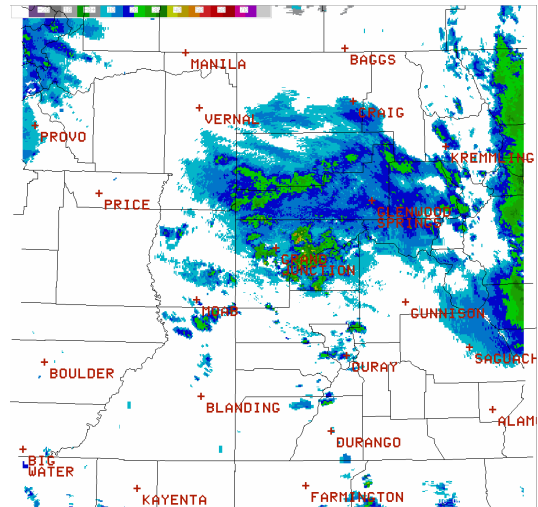 MANILA
BAGGS
VERNAL
CRAIG
PROVO
KREMMLING
PRICE
GLENWOOD
SPRINGS
GRAND
JUNCTION
MOAB
GUNNISON
OURAY
SAGUACH
BOULDER
BLANDING
ALAM
DURANGO
BIG
WATER
KAYENTA
FARMINGTON